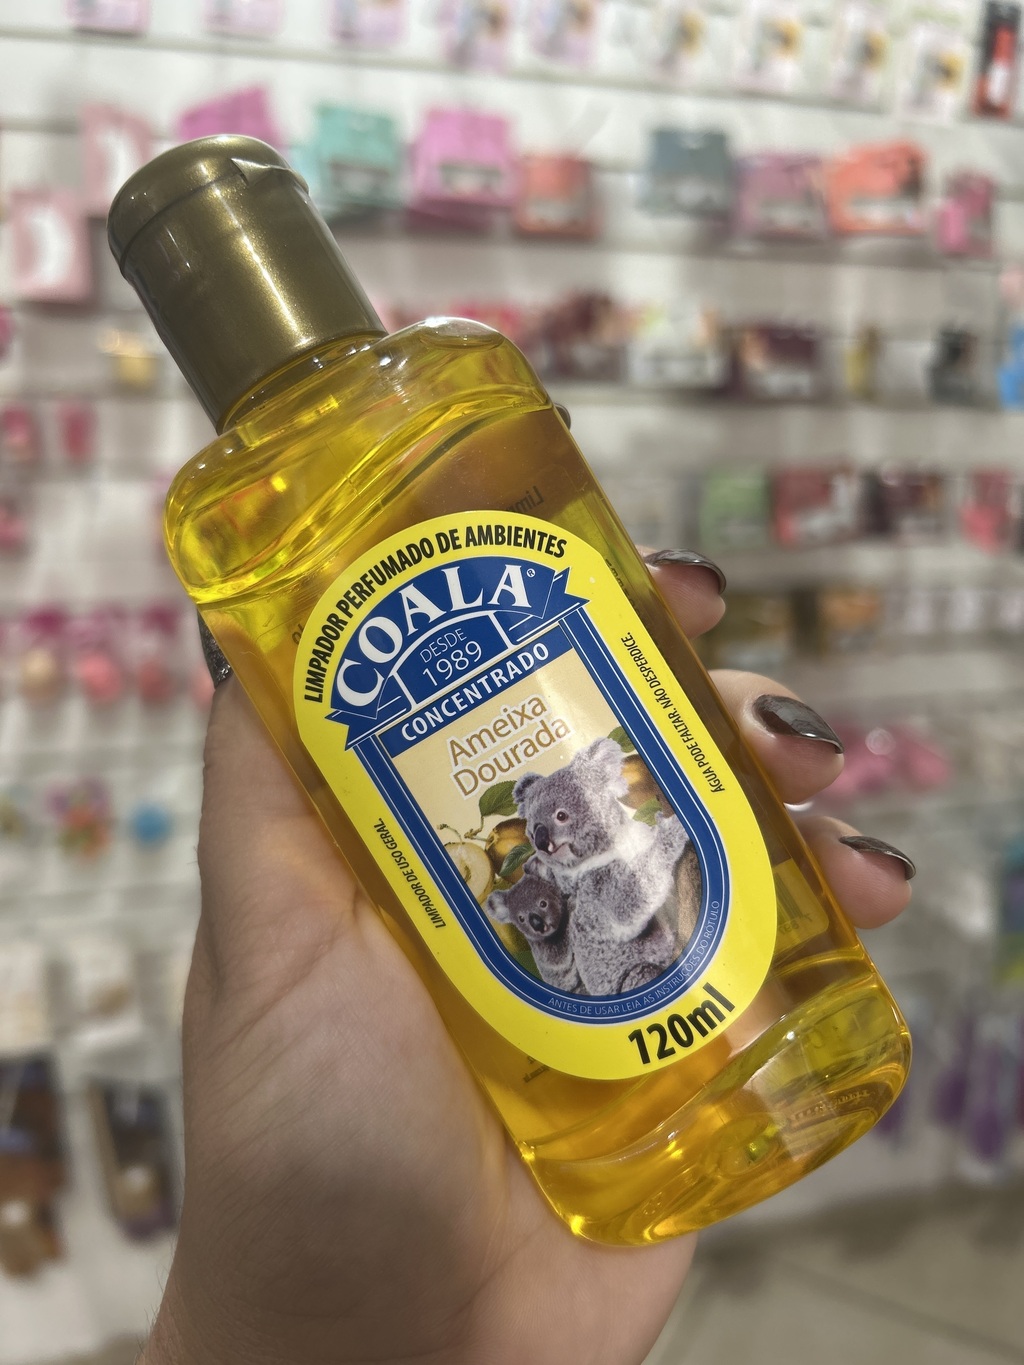 LIMPADOR PERFUMADO DE AMBIENTES
COALA®
DESDE
1989
CONCENTRADO
Ameixa
Dourada
LIMPADOR DE USO GERAL.
ÁGUA PODE FALTAR. NÃO DESPERDICE.
ANTES DE USAR LEIA AS INSTRUÇÕES DO RÓTULO
120ml